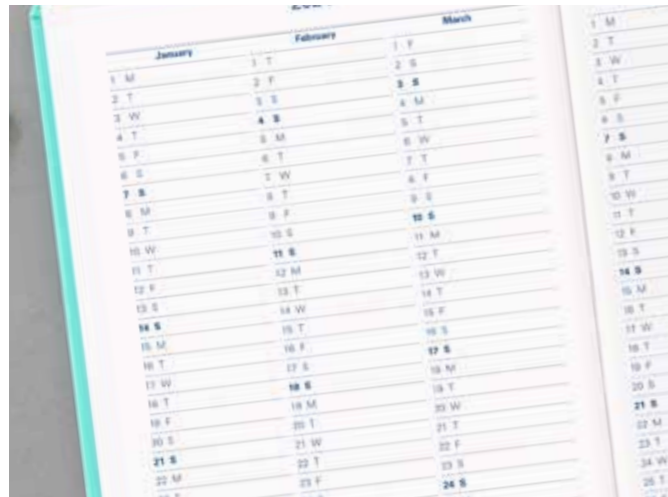 January
1 M
2 T
3 W
4 T
5 F
6 S
7 S
8 M
9 T
10 W
11 T
12 F
13 S
14 S
15 M
16 T
17 W
18 T
19 F
20 S
21 S
22 M
February
1 T
2 F
3 S
4 S
5 M
6 T
7 W
8 T
9 F
10 S
11 S
12 M
13 T
14 W
15 T
16 F
17 S
18 S
19 M
20 T
21 W
22 T
23 F
March
1 F
2 S
3 S
4 M
5 T
6 W
7 T
8 F
9 S
10 S
11 M
12 T
13 W
14 T
15 F
16 S
17 S
18 M
19 T
20 W
21 T
22 F
23 S
24 S
1 M
2 T
3 W
4 T
5 F
6 S
7 S
8 M
9 T
10 W
11 T
12 F
13 S
14 S
15 M
16 T
17 W
18 T
19 F
20 S
21 S
22 M
23 T
24 W
25 T